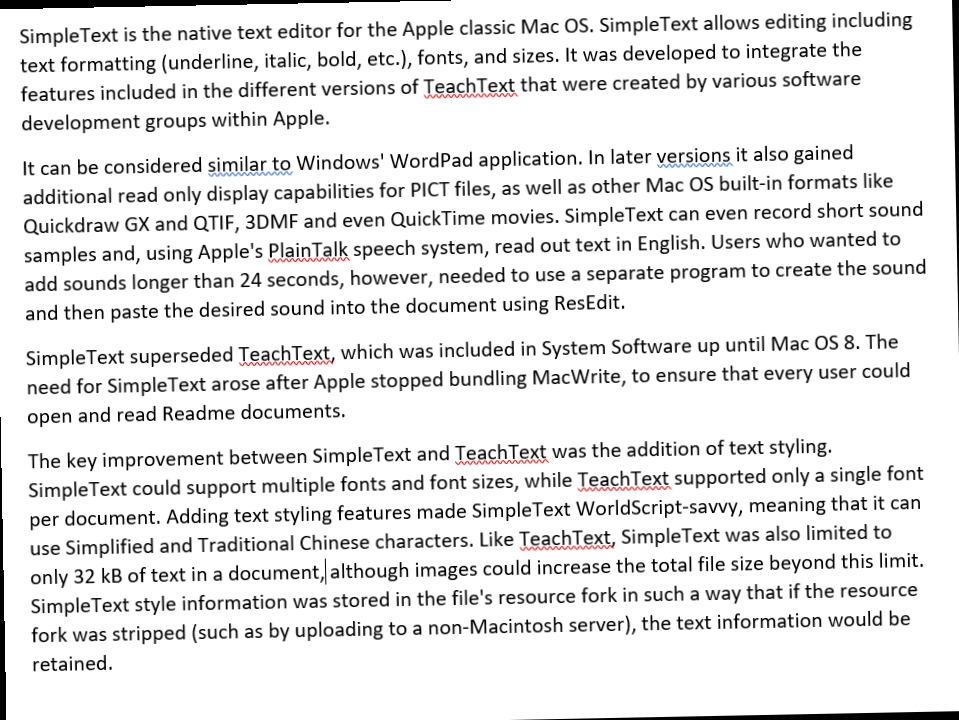 SimpleText is the native text editor for the Apple classic Mac OS. SimpleText allows editing including
text formatting (underline, italic, bold, etc.), fonts, and sizes. It was developed to integrate the
features included in the different versions of TeachText that were created by various software
development groups within Apple.
It can be considered similar to Windows' WordPad application. In later versions it also gained
additional read only display capabilities for PICT files, as well as other Mac OS built-in formats like
Quickdraw GX and QTIF, 3DMF and even QuickTime movies. SimpleText can even record short sound
samples and, using Apple's PlainTalk speech system, read out text in English. Users who wanted to
add sounds longer than 24 seconds, however, needed to use a separate program to create the sound
and then paste the desired sound into the document using ResEdit.
SimpleText superseded TeachText, which was included in System Software up until Mac OS 8. The
need for SimpleText arose after Apple stopped bundling MacWrite, to ensure that every user could
open and read Readme documents.
The key improvement between SimpleText and TeachText was the addition of text styling.
SimpleText could support multiple fonts and font sizes, while TeachText supported only a single font
per document. Adding text styling features made SimpleText WorldScript-savvy, meaning that it can
use Simplified and Traditional Chinese characters. Like TeachText, SimpleText was also limited to
only 32 kB of text in a document, although images could increase the total file size beyond this limit.
SimpleText style information was stored in the file's resource fork in such a way that if the resource
fork was stripped (such as by uploading to a non-Macintosh server), the text information would be
retained.